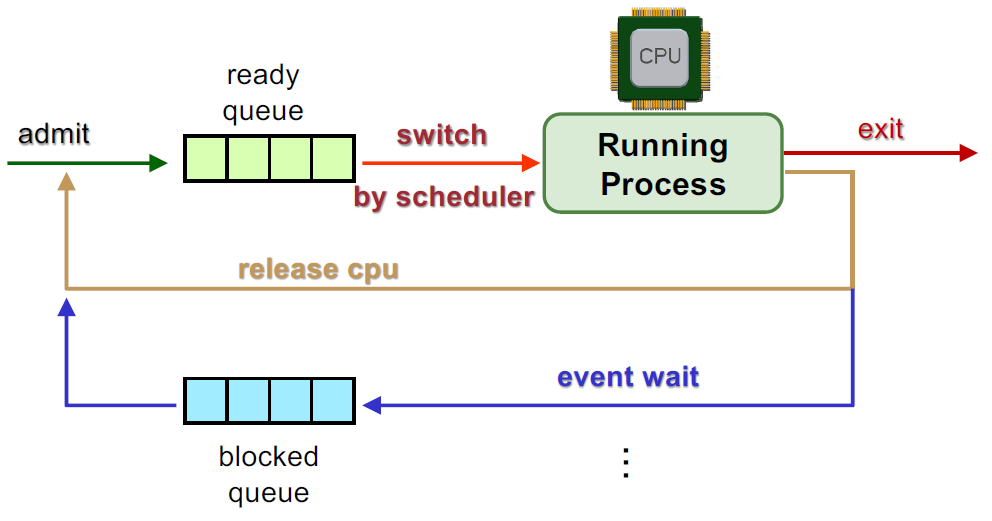 CPU
ready
queue
admit
switch
by scheduler
Running
Process
exit
release cpu
event wait
blocked
queue
⋮